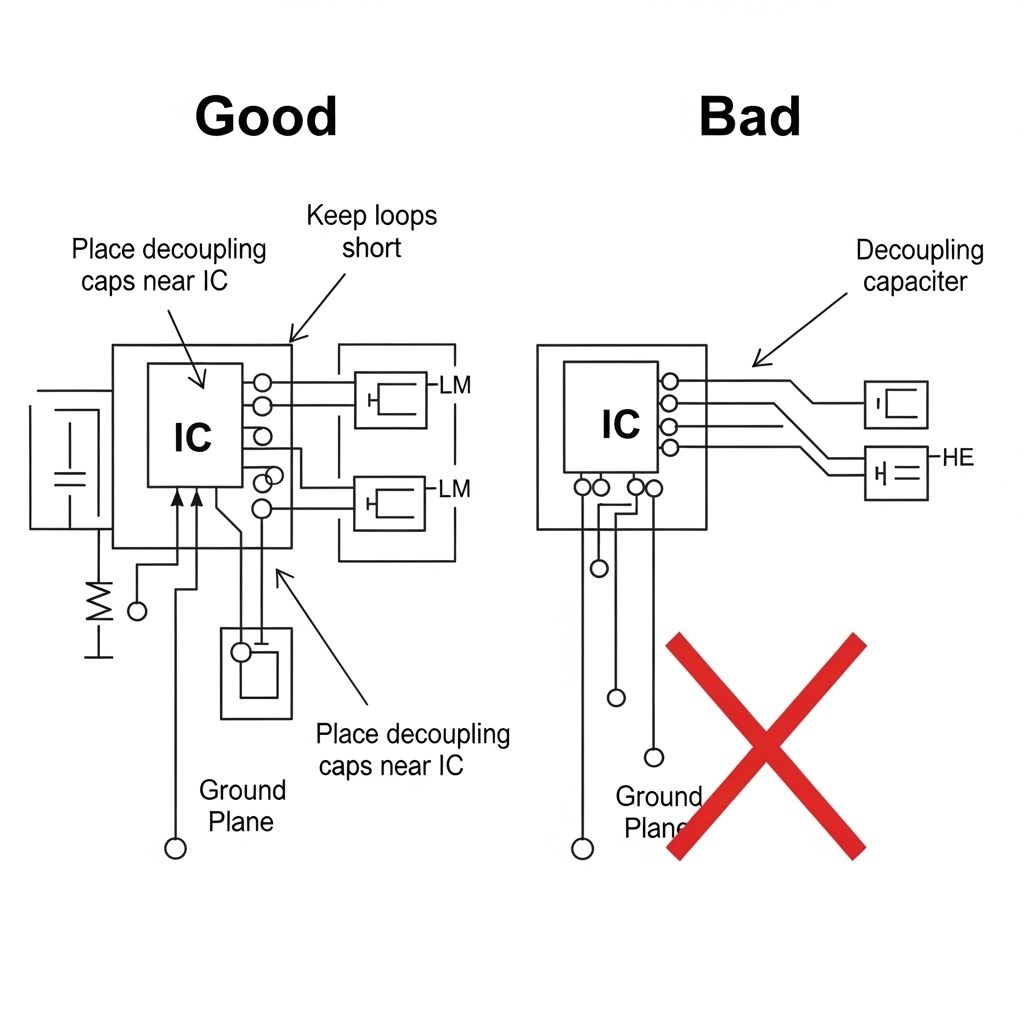 Good
Bad
Keep loops
short
Place decoupling
caps near IC
Decoupling
capaciter
IC
LM
LM
IC
HE
Place decoupling
caps near IC
Ground
Plane
Ground
Plane